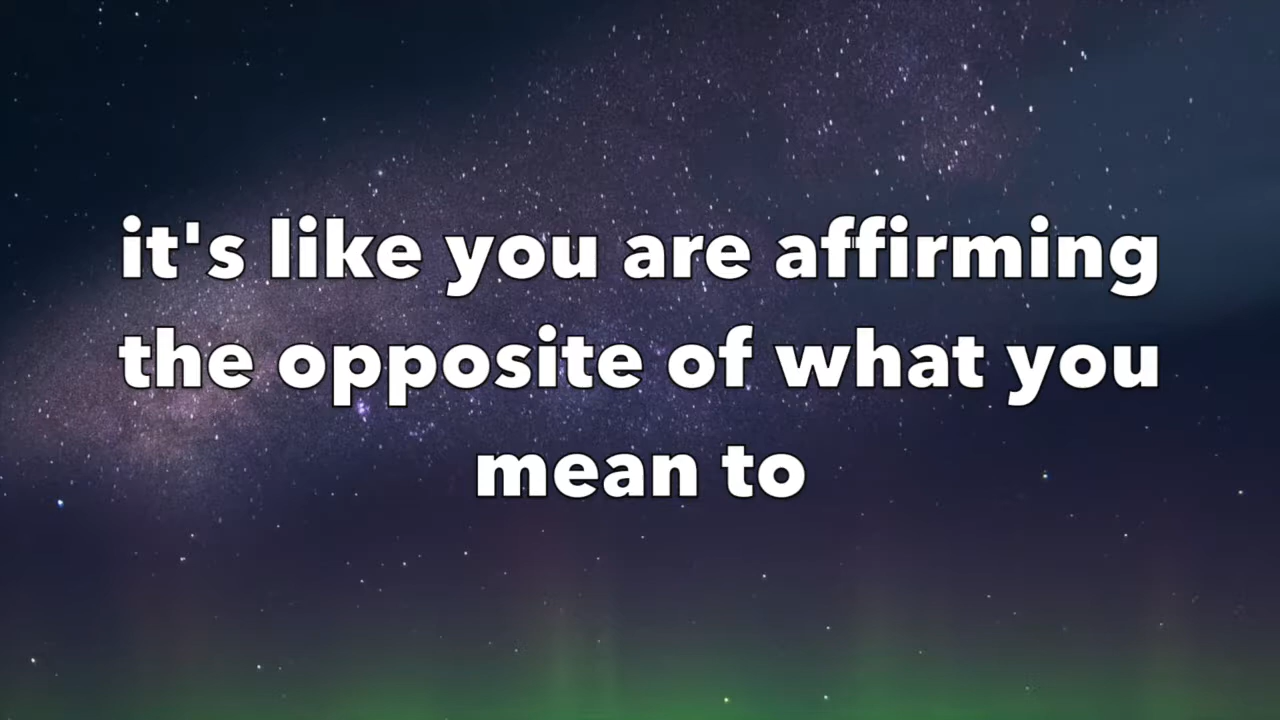 it's like you are affirming
the opposite of what you
mean to